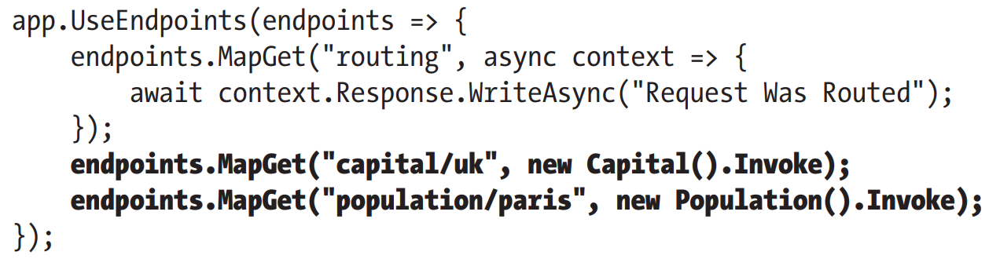 app.UseEndpoints(endpoints => {
    endpoints.MapGet("routing", async context => {
        await context.Response.WriteAsync("Request Was Routed");
    });
    endpoints.MapGet("capital/uk", new Capital().Invoke);
    endpoints.MapGet("population/paris", new Population().Invoke);
});